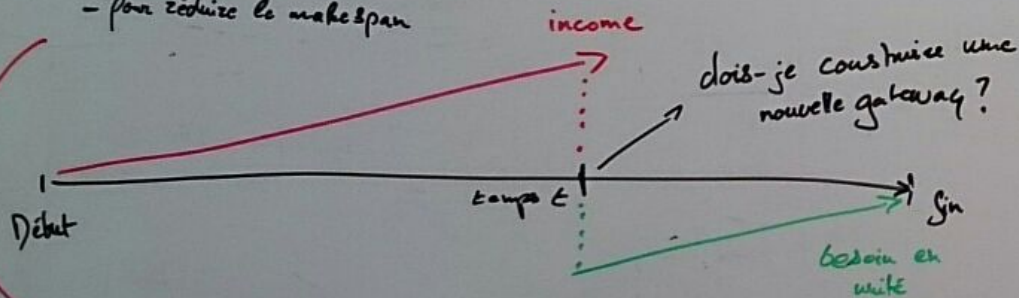 - pour réduire le makespan
income
dois-je construire une
nouvelle gateway?
temps t
Début
fin
besoin en
unité